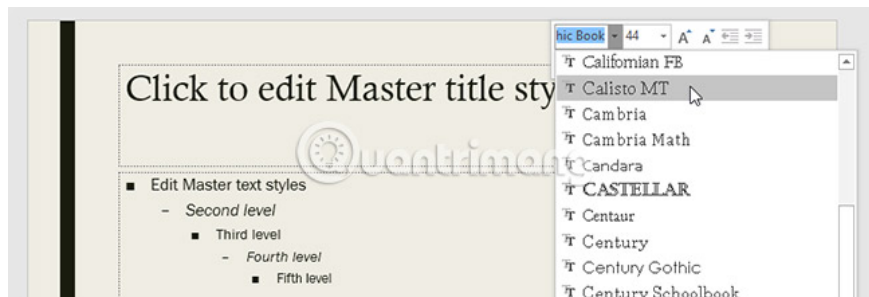 hic Book 44
Californian FB
Click to edit Master title sty
Calisto MT
Cambria
Cambria Math
Quantrimang
Candara
Edit Master text styles
CASTELLAR
Second level
Centaur
Third level
Century
Fourth level
Century Gothic
Fifth level
Century Schoolbook